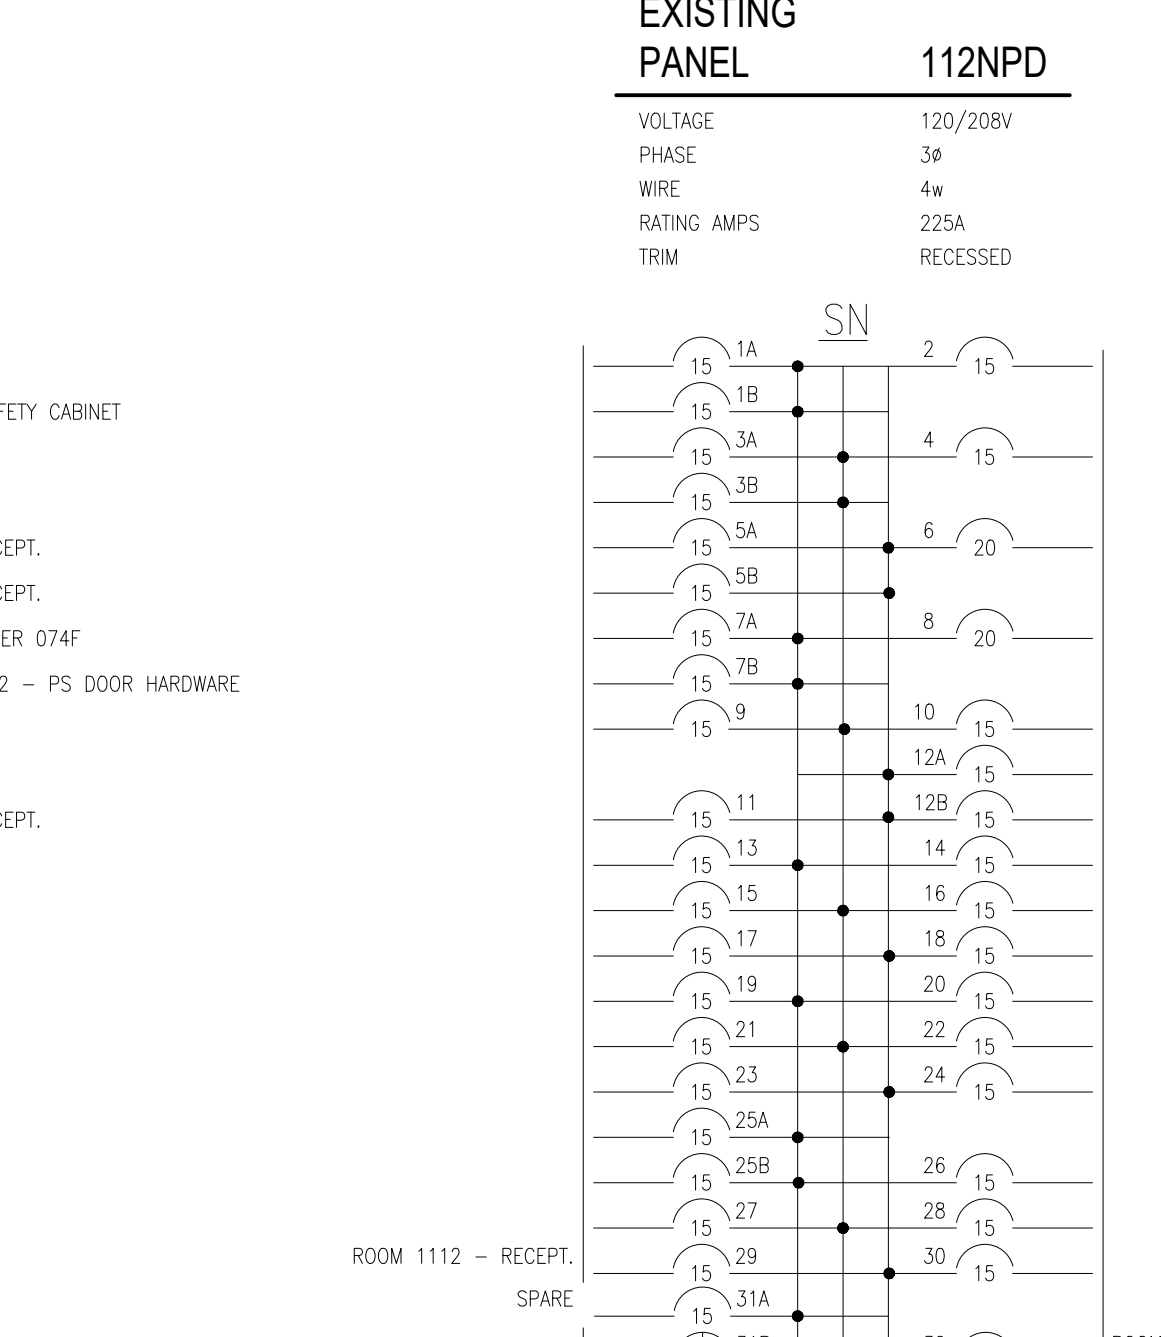 EXISTING
PANEL 112NPD
VOLTAGE 120/208V
PHASE 3ø
WIRE 4w
RATING AMPS 225A
TRIM RECESSED
SN
15 1A 2 15
15 1B
FETY CABINET
15 3A 4 15
15 3B
15 5A 6 20
CEPT.
15 5B
CEPT.
15 7A 8 20
ER 074F
15 7B
2 – PS DOOR HARDWARE
15 9 10 15
12A 15
15 11 12B 15
CEPT.
15 13 14 15
15 15 16 15
15 17 18 15
15 19 20 15
15 21 22 15
15 23 24 15
15 25A
15 25B 26 15
15 27 28 15
ROOM 1112 – RECEPT. 15 29 30 15
SPARE 15 31A